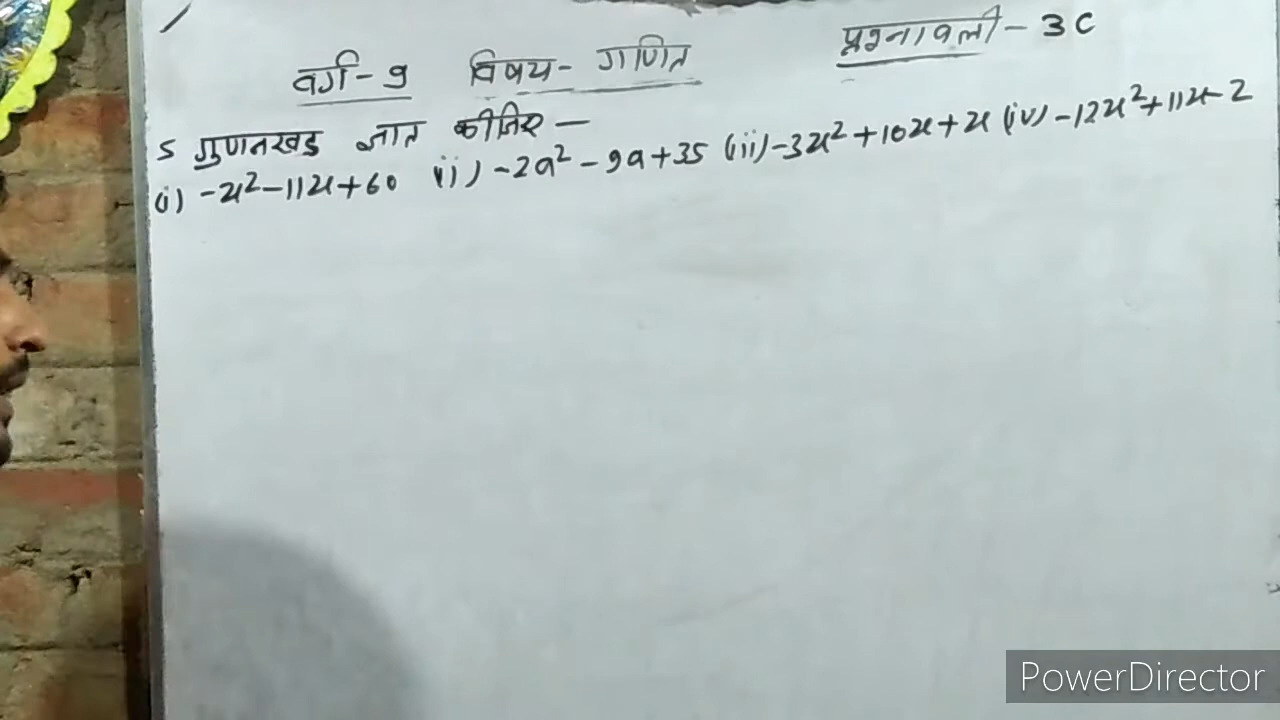 वर्ग - 9 विषय - गणित प्रश्नावली - 3C
5 गुणनखंड ज्ञात कीजिए —
(i) -x²-11x+60 ii) -2a²-9a+35 (iii) -3x²+10x+x (iv) -12x²+11x-2
PowerDirector